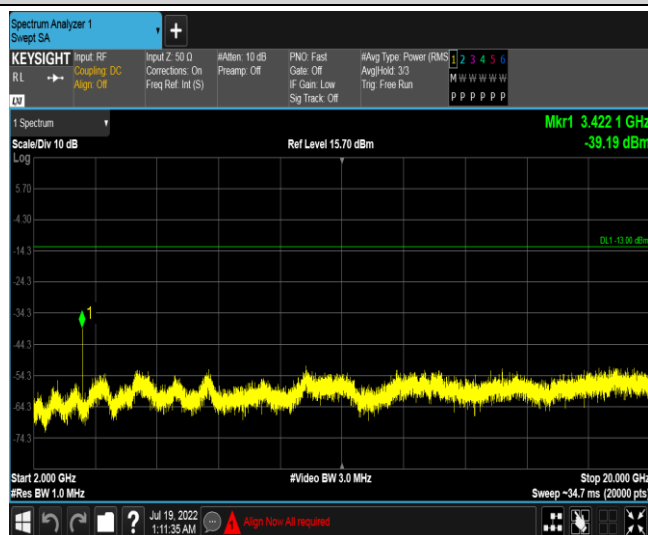 Spectrum Analyzer 1
Swept SA
+
KEYSIGHT Input: RF Input Z: 50 Ω #Atten: 10 dB PNO: Fast #Avg Type: Power (RMS 1 2 3 4 5 6
RL Coupling: DC Corrections: On Preamp: Off Gate: Off Avg|Hold: 3/3 M W W W W W
Align: Off Freq Ref: Int (S) IF Gain: Low Trig: Free Run
Sig Track: Off P P P P P P
LXI
1 Spectrum Mkr1 3.422 1 GHz
Scale/Div 10 dB Ref Level 15.70 dBm -39.19 dBm
Log
5.70
-4.30
DL1 -13.00 dBm
-14.3
-24.3
-34.3
1
-44.3
-54.3
-64.3
-74.3
Start 2.000 GHz #Video BW 3.0 MHz Stop 20.000 GHz
#Res BW 1.0 MHz Sweep ~34.7 ms (20000 pts)
? Jul 19, 2022
1:11:35 AM
1 Align Now All required